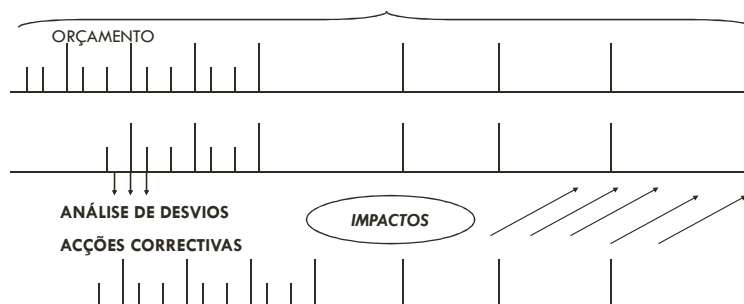 ORÇAMENTO
ANÁLISE DE DESVIOS
IMPACTOS
ACÇÕES CORRECTIVAS